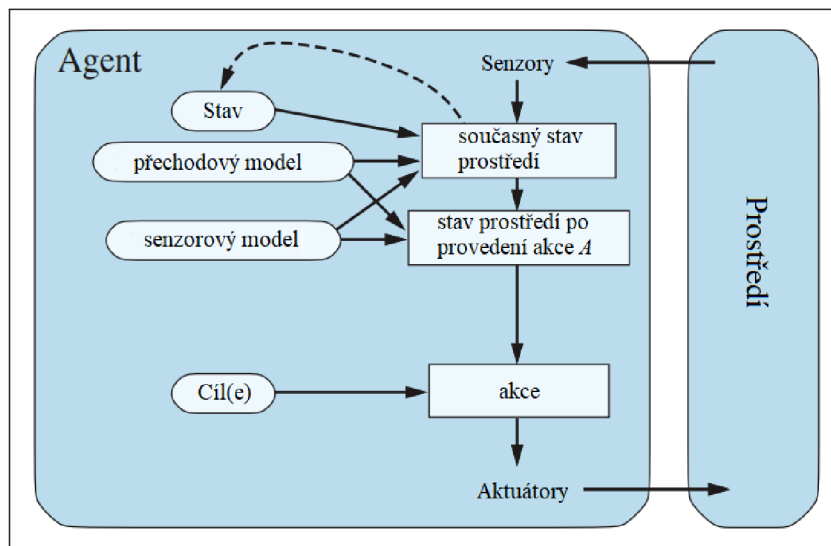 Agent
Senzory
Stav
současný stav
prostředí
přechodový model
stav prostředí po
provedení akce A
senzorový model
Cíl(e)
akce
Aktuátory
Prostředí